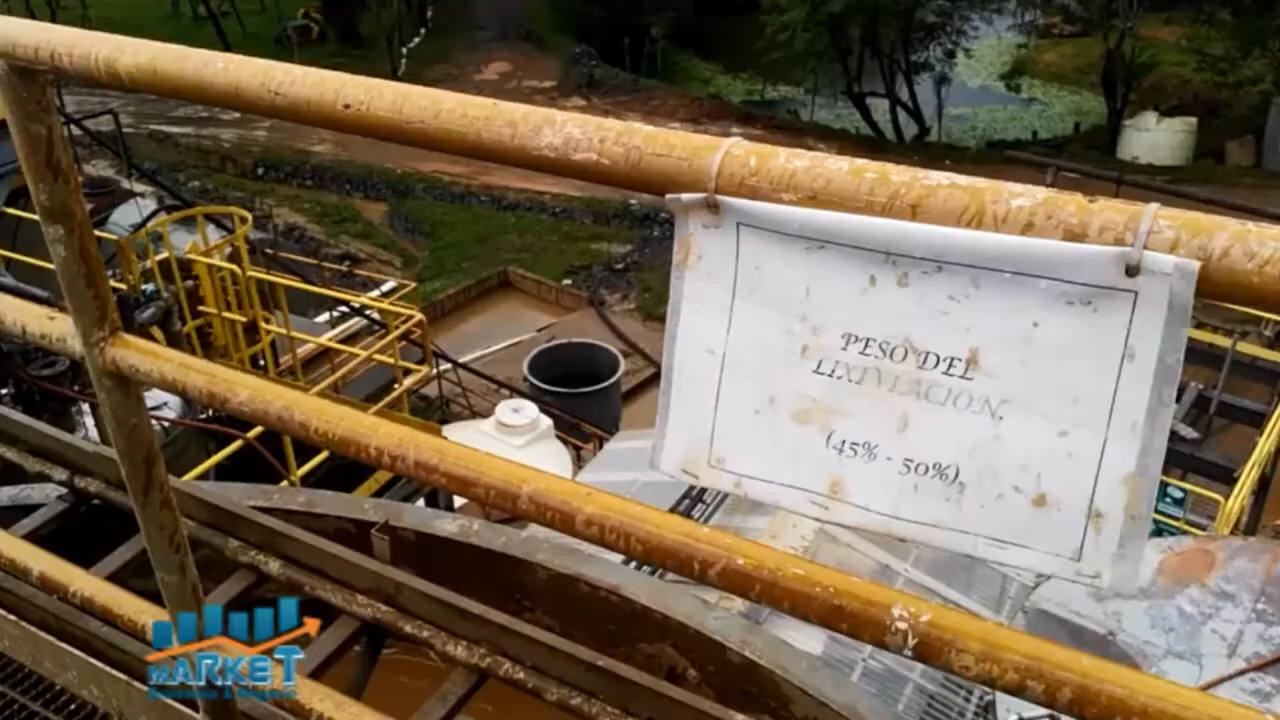 PESO DEL
LIXIVIACION.
(45% - 50%)
MARKET